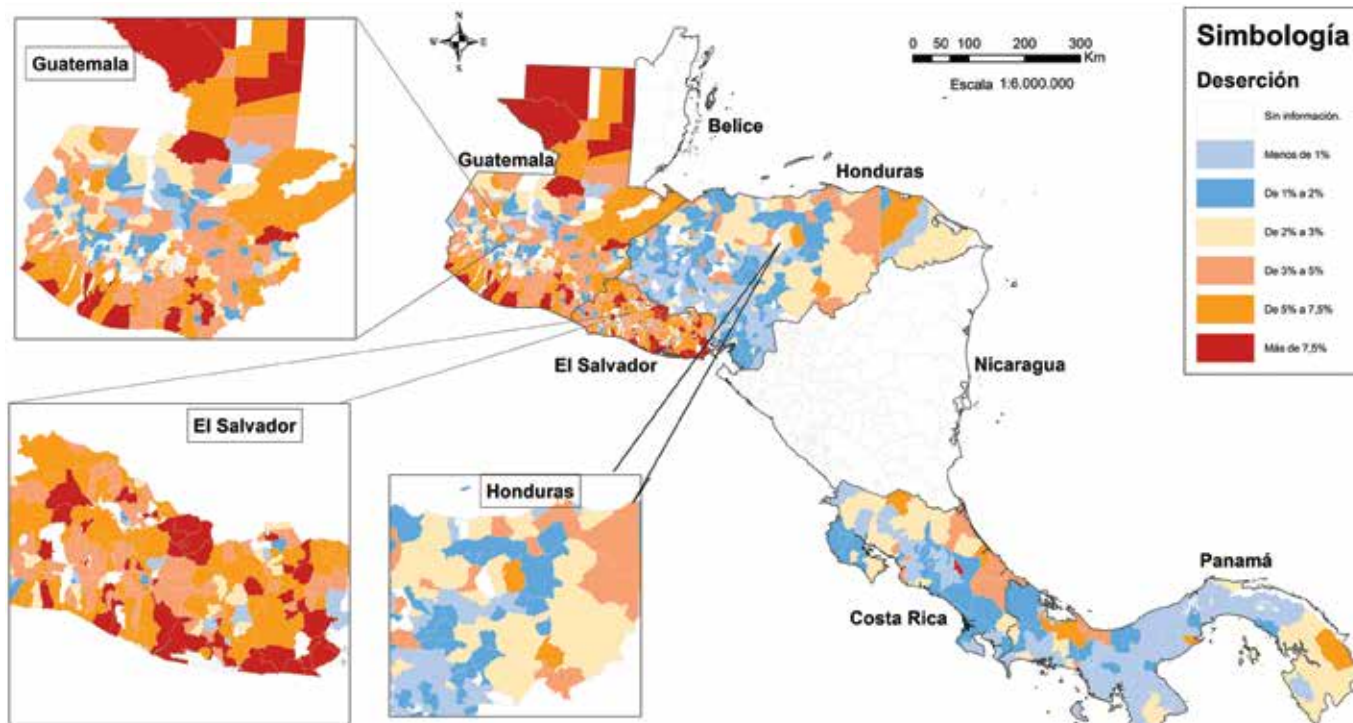 Guatemala
N
W E
S
0 50 100 200 300
Km
Escala 1:6.000.000
Simbología
Deserción
Sin información.
Menos de 1%
De 1% a 2%
De 2% a 3%
De 3% a 5%
De 5% a 7,5%
Más de 7,5%
Belice
Guatemala
Honduras
El Salvador
Nicaragua
El Salvador
Honduras
Costa Rica
Panamá